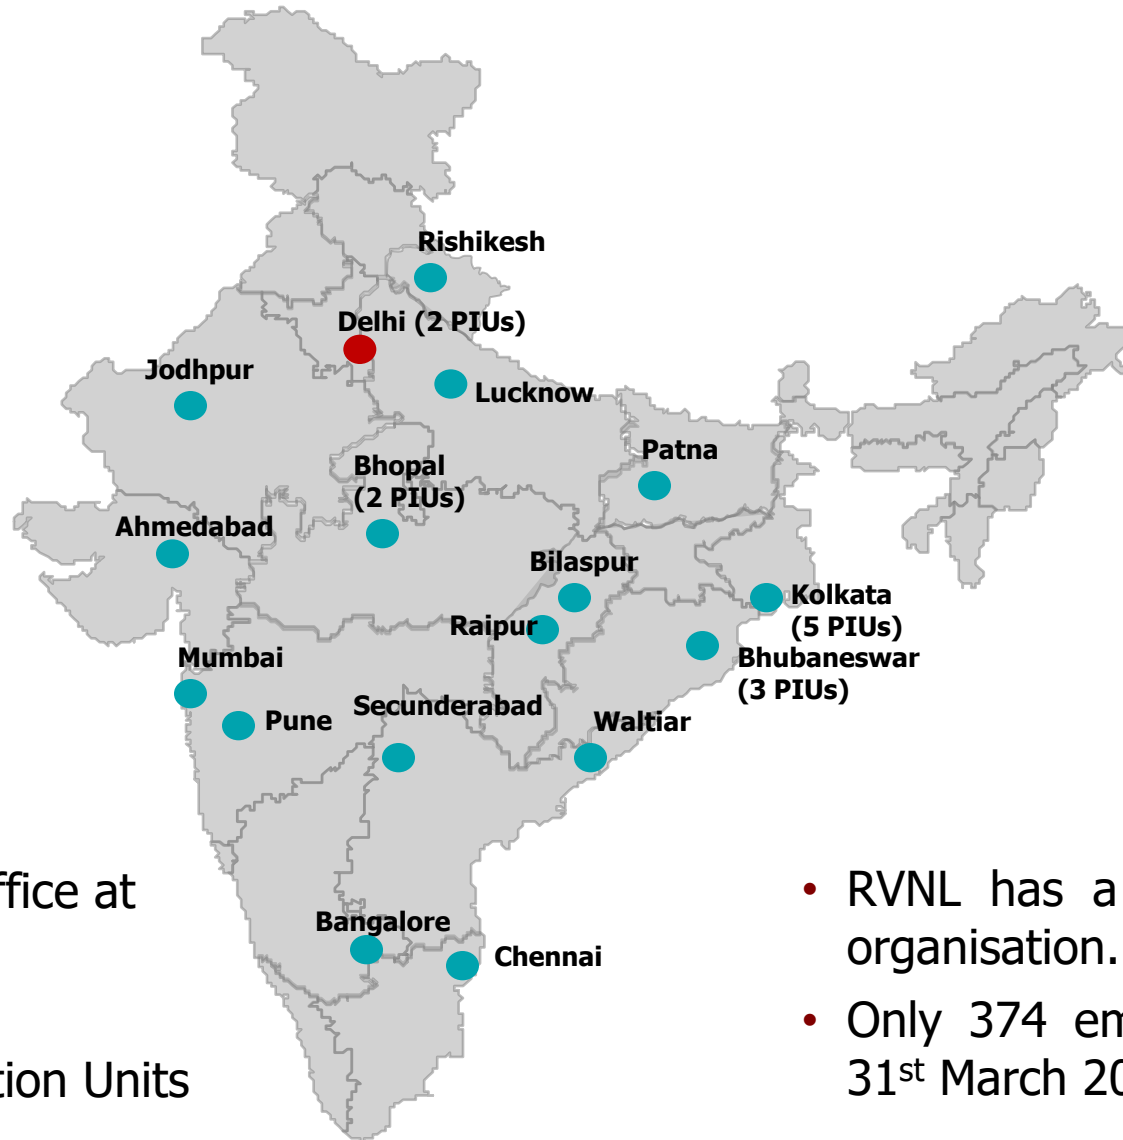 Rishikesh
Delhi (2 PIUs)
Jodhpur
Lucknow
Patna
Bhopal
(2 PIUs)
Ahmedabad
Bilaspur
Kolkata
(5 PIUs)
Raipur
Bhubaneswar
(3 PIUs)
Mumbai
Secunderabad
Pune
Waltiar
Bangalore
Chennai
ffice at
tion Units
• RVNL has a
organisation.
• Only 374 em
31st March 20